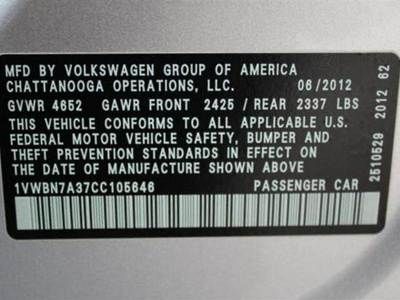 MFD BY VOLKSWAGEN GROUP OF AMERICA
CHATTANOOGA OPERATIONS, LLC. 06/2012
GVWR 4652 GAWR FRONT 2425 / REAR 2337 LBS
THIS VEHICLE CONFORMS TO ALL APPLICABLE U.S.
FEDERAL MOTOR VEHICLE SAFETY, BUMPER AND
THEFT PREVENTION STANDARDS IN EFFECT ON
THE DATE OF MANUFACTURE SHOWN ABOVE
1VWBN7A37CC105646 PASSENGER CAR
2510529 2012 62